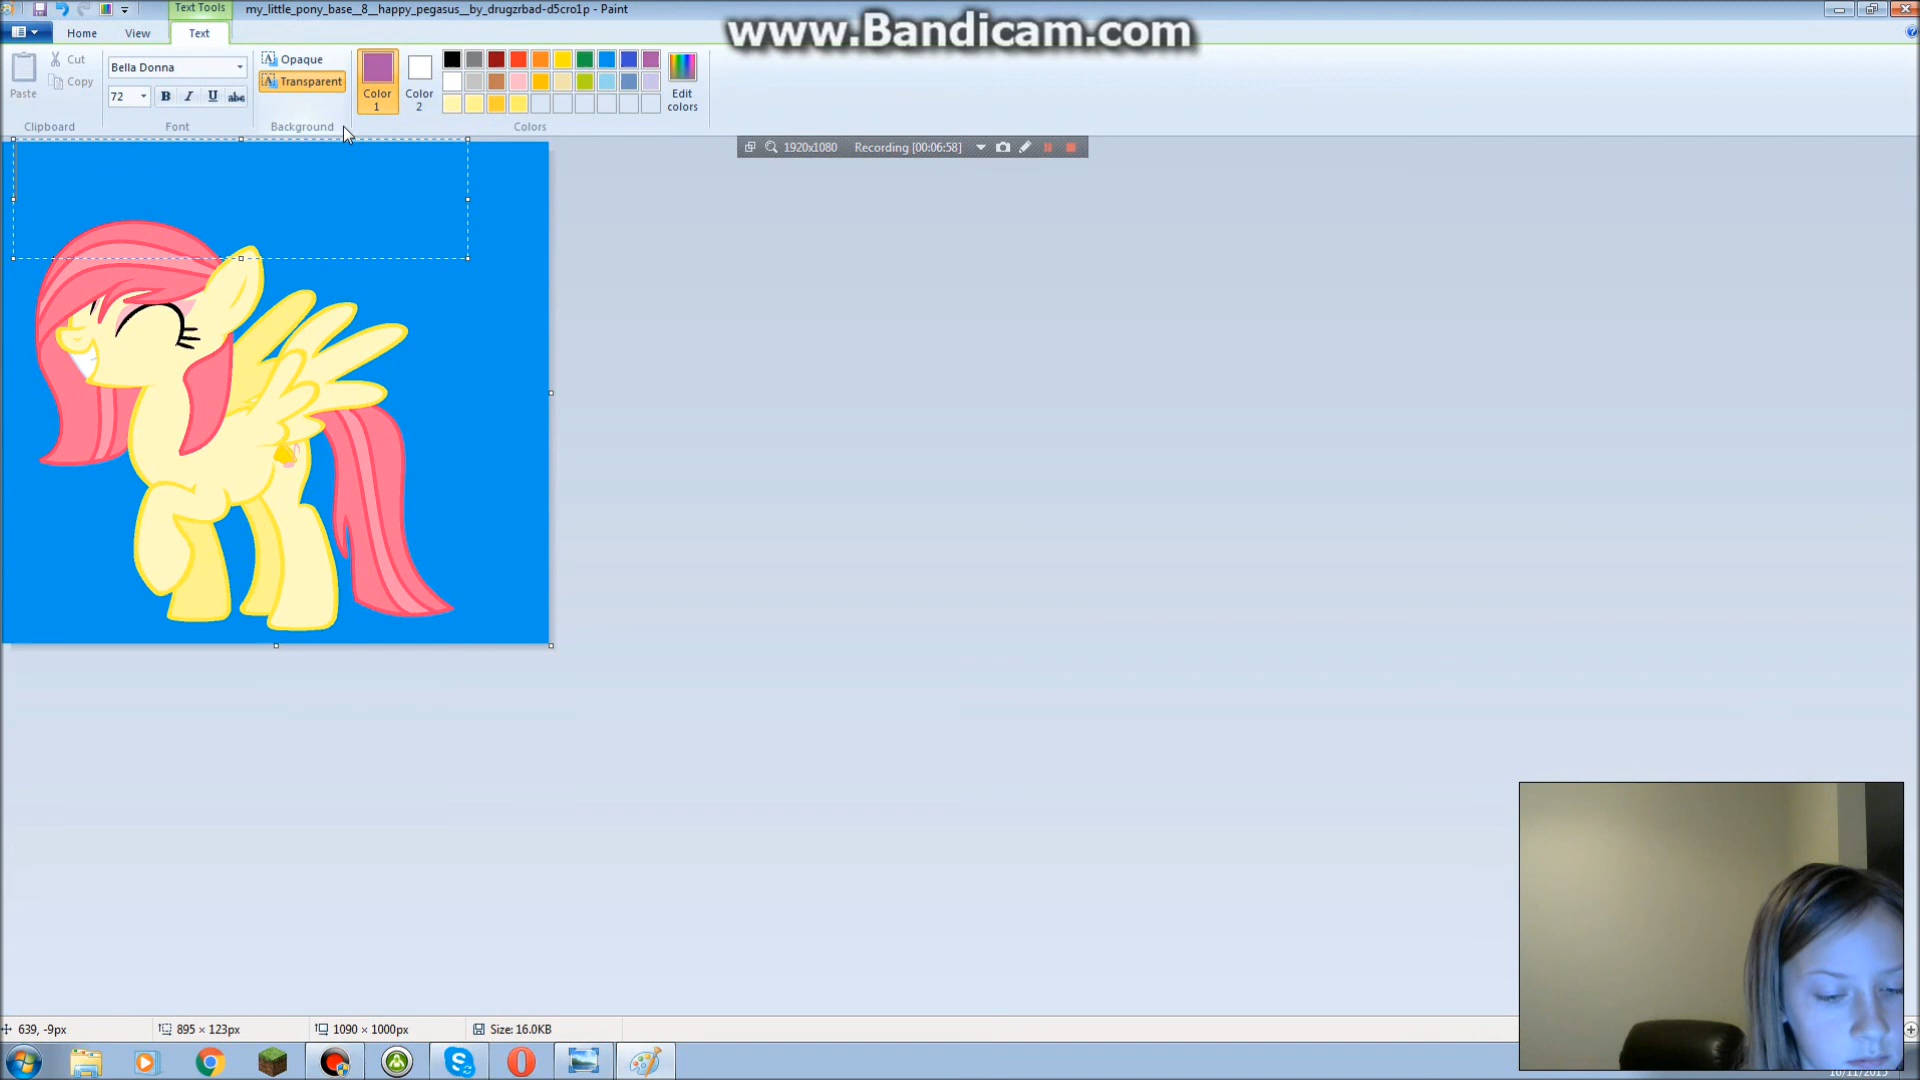 Text Tools
my_little_pony_base__8__happy_pegasus__by_drugzrbad-d5cro1p - Paint
www.Bandicam.com
Home
View
Text
Paste
Cut
Copy
Clipboard
Bella Donna
72
B
I
U
abc
Font
Opaque
Transparent
Background
Color
1
Color
2
Edit
colors
Colors
1920x1080
Recording [00:06:58]
639, -9px
895 × 123px
1090 × 1000px
Size: 16.0KB